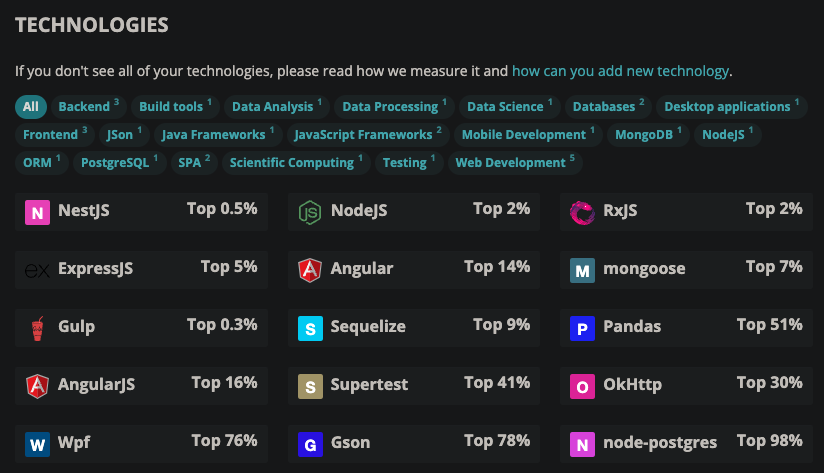 TECHNOLOGIES
If you don't see all of your technologies, please read how we measure it and how can you add new technology.
All Backend 3 Build tools 1 Data Analysis 1 Data Processing 1 Data Science 1 Databases 2 Desktop applications 1
Frontend 3 JSon 1 Java Frameworks 1 JavaScript Frameworks 2 Mobile Development 1 MongoDB 1 NodeJS 1
ORM 1 PostgreSQL 1 SPA 2 Scientific Computing 1 Testing 1 Web Development 5
N NestJS Top 0.5% JS NodeJS Top 2% RxJS Top 2%
ex ExpressJS Top 5% A Angular Top 14% M mongoose Top 7%
Gulp Top 0.3% S Sequelize Top 9% P Pandas Top 51%
A AngularJS Top 16% S Supertest Top 41% O OkHttp Top 30%
W Wpf Top 76% G Gson Top 78% N node-postgres Top 98%